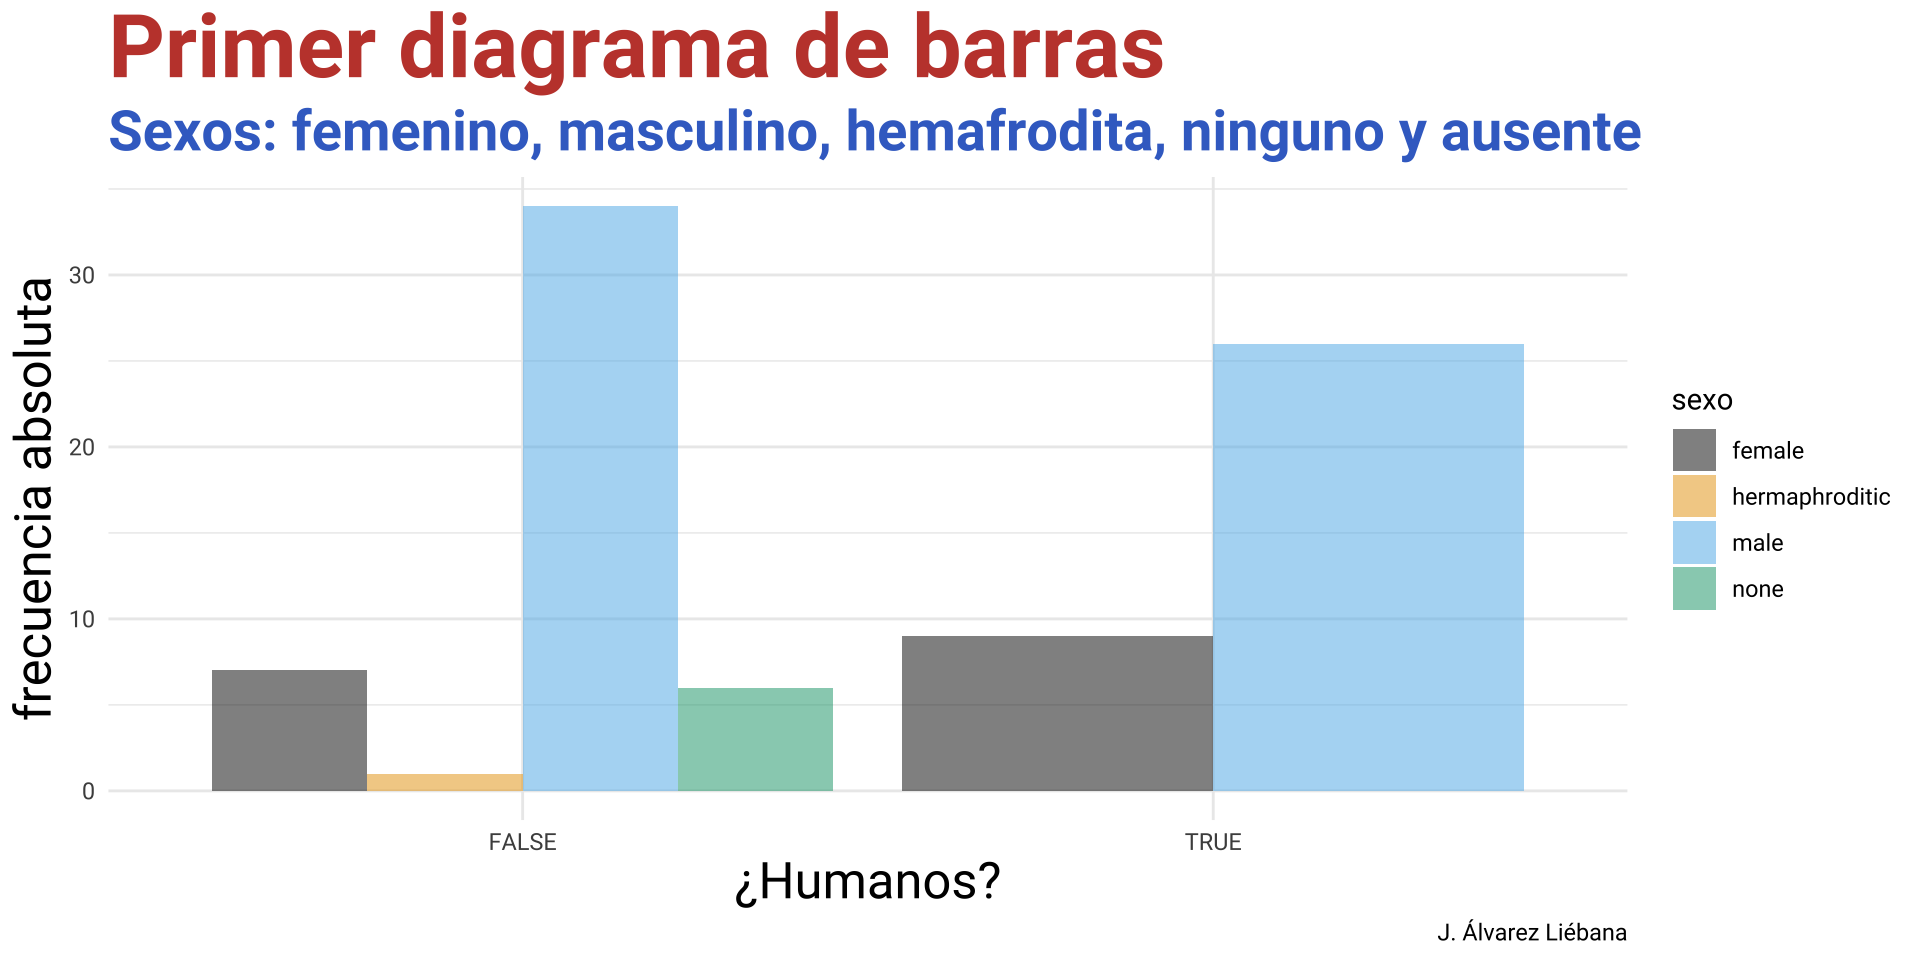 Primer diagrama de barras
Sexos: femenino, masculino, hemafrodita, ninguno y ausente
frecuencia absoluta
30
20
10
0
FALSE
TRUE
¿Humanos?
sexo
female
hermaphroditic
male
none
J. Álvarez Liébana